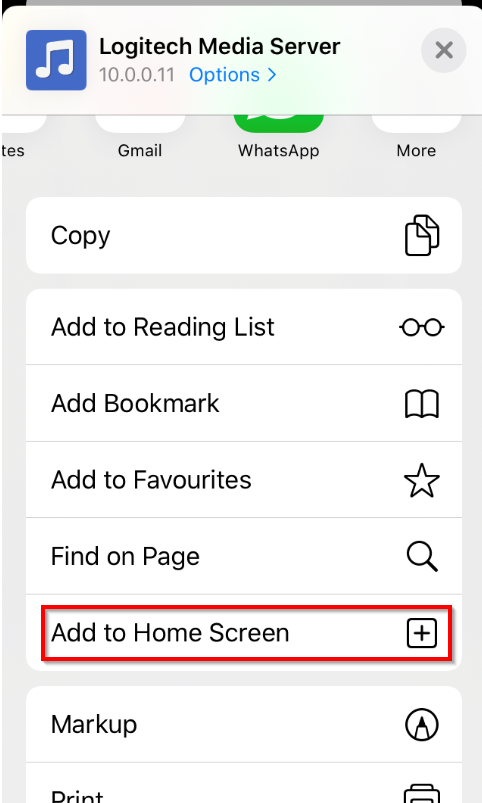 Logitech Media Server
10.0.0.11 Options >
tes Gmail WhatsApp More
Copy
Add to Reading List
Add Bookmark
Add to Favourites
Find on Page
Add to Home Screen
Markup
Print